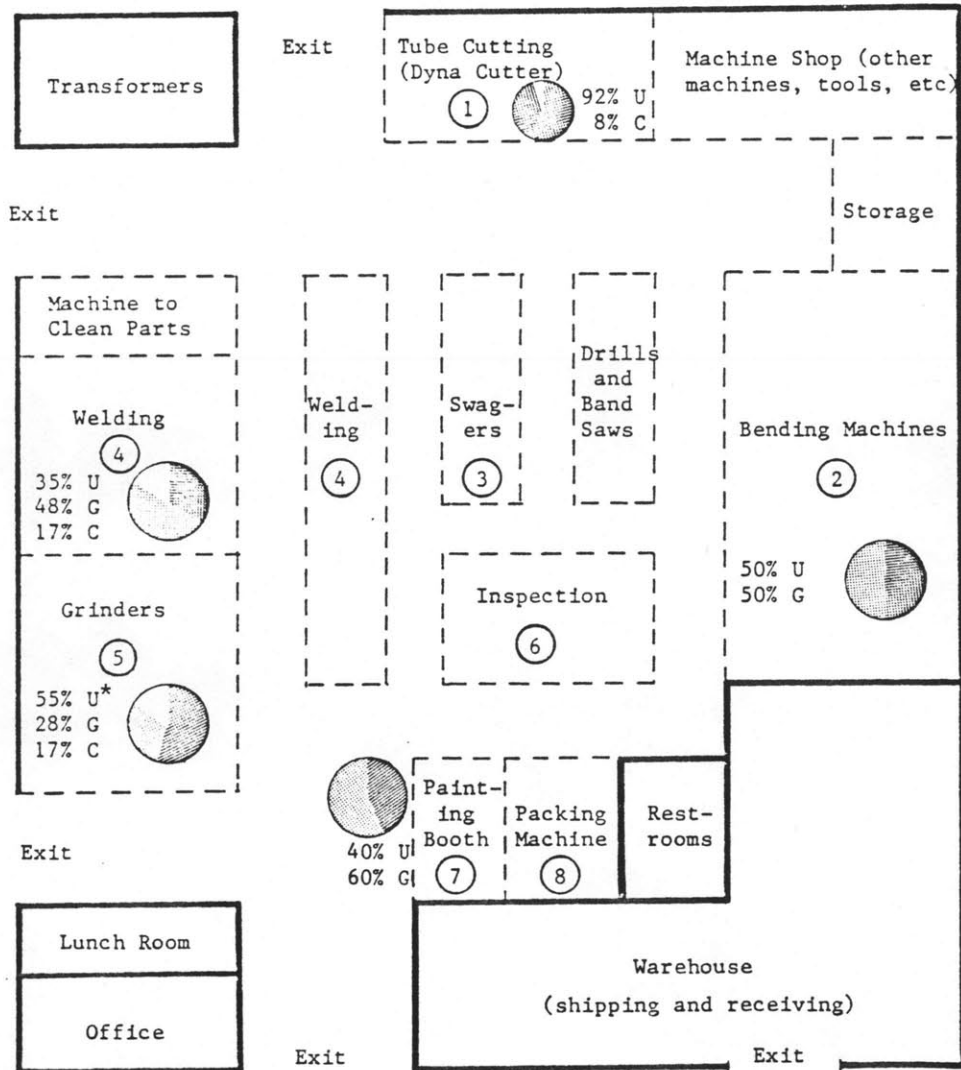 Transformers
Exit
Tube Cutting
(Dyna Cutter)
1
92% U
8% C
Machine Shop (other
machines, tools, etc)
Exit
Storage
Machine to
Clean Parts
Welding
4
35% U
48% G
17% C
Weld-
ing
4
Swag-
ers
3
Drills
and
Band
Saws
Bending Machines
2
50% U
50% G
Grinders
5
55% U*
28% G
17% C
Inspection
6
40% U
60% G
Paint-
ing
Booth
7
Packing
Machine
8
Rest-
rooms
Exit
Lunch Room
Office
Exit
Warehouse
(shipping and receiving)
Exit